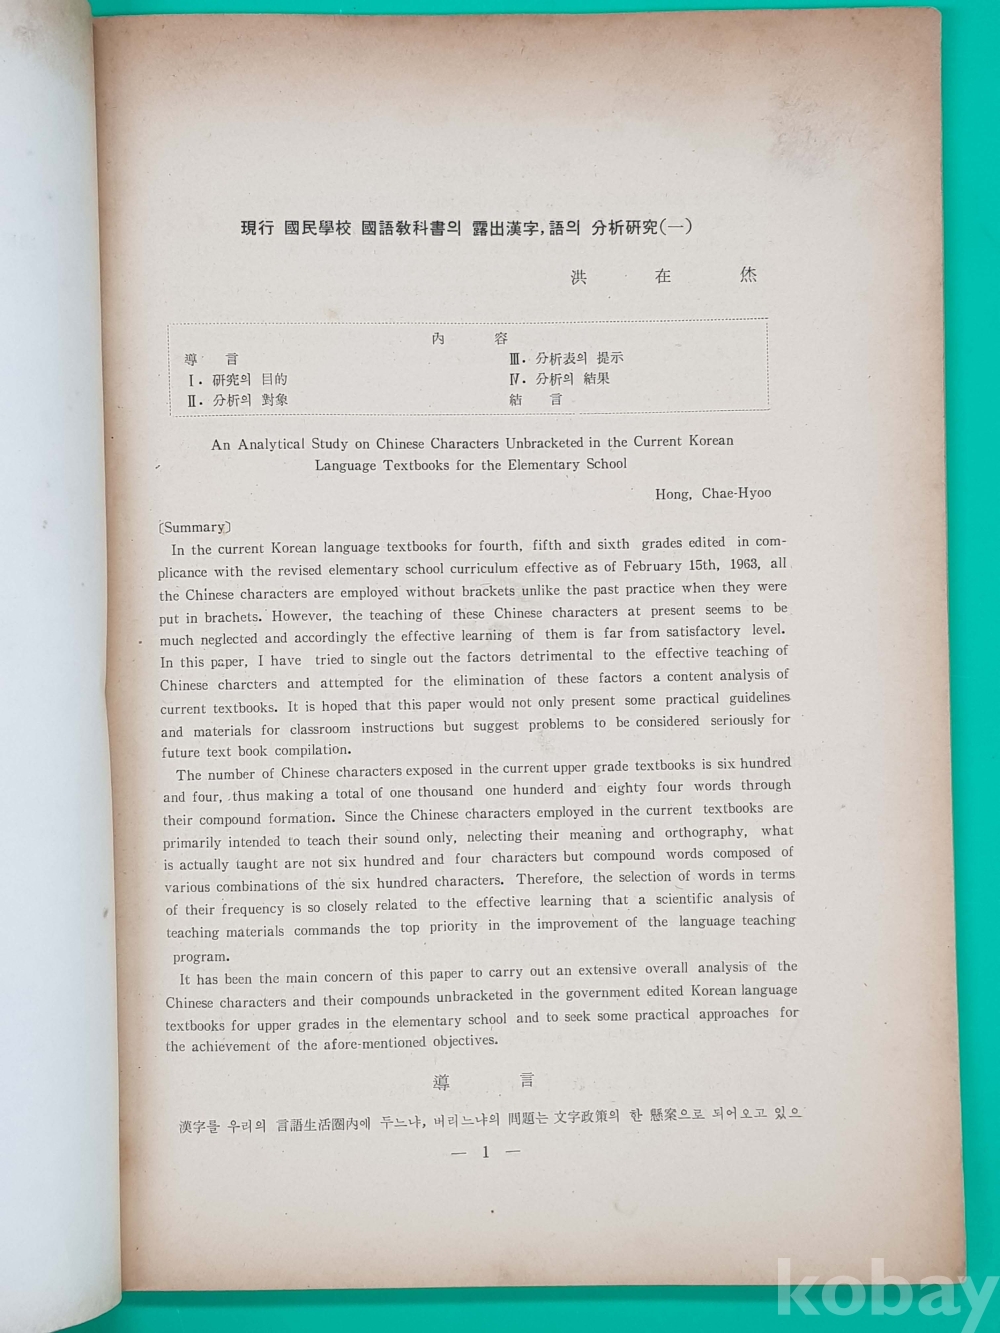 現行 國民學校 國語敎科書의 露出漢字, 語의 分析硏究(一)
洪 在 烋
內 容
導 言
Ⅰ. 硏究의 目的
Ⅱ. 分析의 對象
Ⅲ. 分析表의 提示
Ⅳ. 分析의 結果
結 言
An Analytical Study on Chinese Characters Unbracketed in the Current Korean
Language Textbooks for the Elementary School
Hong, Chae-Hyoo
〔Summary〕
In the current Korean language textbooks for fourth, fifth and sixth grades edited in com-
plicance with the revised elementary school curriculum effective as of February 15th, 1963, all
the Chinese characters are employed without brackets unlike the past practice when they were
put in brachets. However, the teaching of these Chinese characters at present seems to be
much neglected and accordingly the effective learning of them is far from satisfactory level.
In this paper, I have tried to single out the factors detrimental to the effective teaching of
Chinese charcters and attempted for the elimination of these factors a content analysis of
current textbooks. It is hoped that this paper would not only present some practical guidelines
and materials for classroom instructions but suggest problems to be considered seriously for
future text book compilation.
The number of Chinese characters exposed in the current upper grade textbooks is six hundred
and four, thus making a total of one thousand one hunderd and eighty four words through
their compound formation. Since the Chinese characters employed in the current textbooks are
primarily intended to teach their sound only, nelecting their meaning and orthography, what
is actually taught are not six hundred and four characters but compound words composed of
various combinations of the six hundred characters. Therefore, the selection of words in terms
of their frequency is so closely related to the effective learning that a scientific analysis of
teaching materials commands the top priority in the improvement of the language teaching
program.
It has been the main concern of this paper to carry out an extensive overall analysis of the
Chinese characters and their compounds unbracketed in the government edited Korean language
textbooks for upper grades in the elementary school and to seek some practical approaches for
the achievement of the afore-mentioned objectives.
導 言
漢字를 우리의 言語生活圈內에 두느냐, 버리느냐의 問題는 文字政策의 한 懸案으로 되어오고 있으
— 1 —
kobay